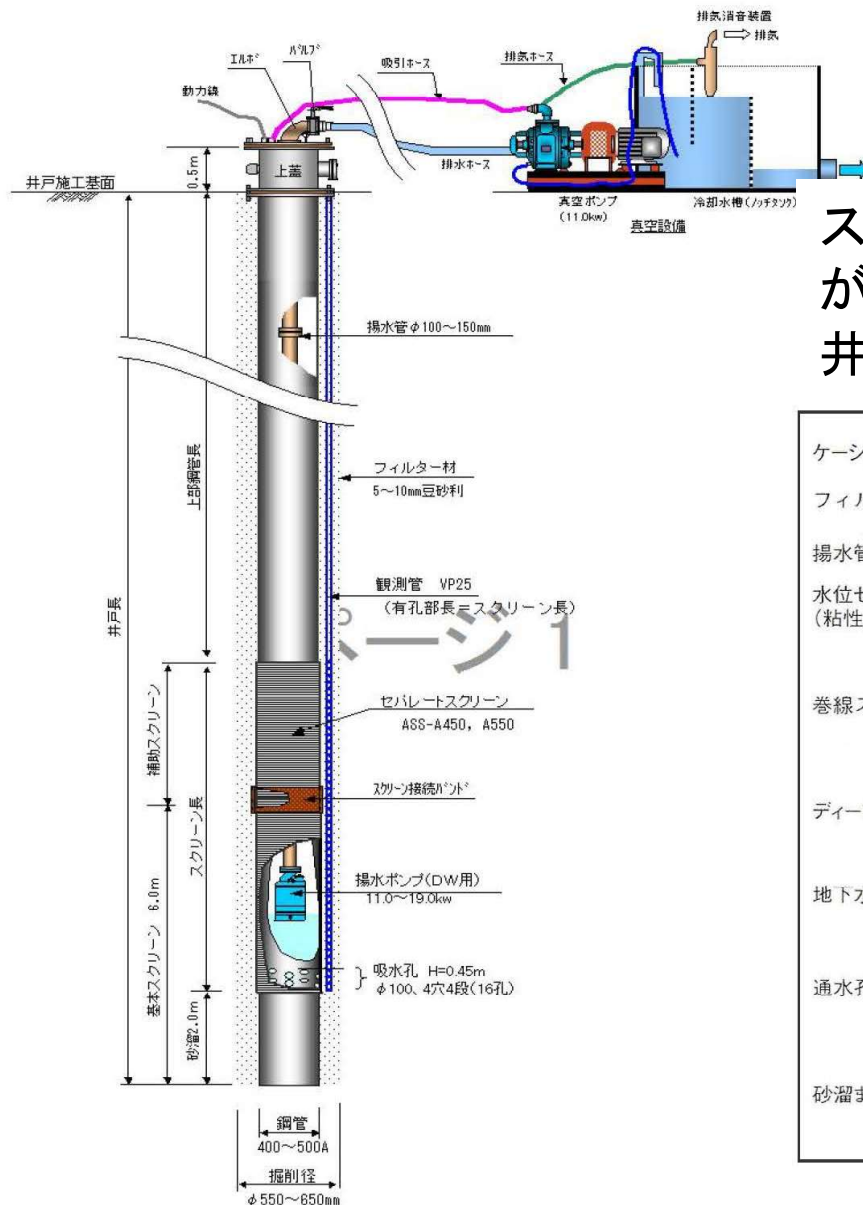 排気消音装置
排気
エルボ
バルブ
吸引ホース
排気ホース
動力線
上蓋
排水ホース
0.5m
井戸施工基面
真空ポンプ
(11.0kw)
真空設備
冷却水槽(ノッチタンク)
ス
が
井
揚水管φ100~150mm
上部鋼管長
フィルター材
5~10mm豆砂利
井戸長
観測管 VP25
(有孔部長=スクリーン長)
ページ 1
セパレートスクリーン
ASS-A450, A550
補助スクリーン
スクリーン長
スクリーン接続バンド
揚水ポンプ(DW用)
11.0~19.0kw
基本スクリーン 6.0m
吸水孔 H=0.45m
φ100、4穴4段(16孔)
砂溜2.0m
鋼管
400~500A
掘削径
φ550~650mm
ケーシ
フィル
揚水管
水位セ
(粘性
巻線ス
ディー
地下水
通水孔
砂溜ま